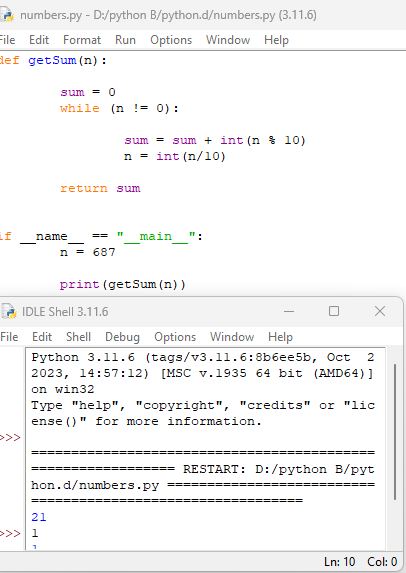 numbers.py - D:/python B/python.d/numbers.py (3.11.6)
File Edit Format Run Options Window Help
def getSum(n):
sum = 0
while (n != 0):
sum = sum + int(n % 10)
n = int(n/10)
return sum
if __name__ == "__main__":
n = 687
print(getSum(n))
IDLE Shell 3.11.6
File Edit Shell Debug Options Window Help
Python 3.11.6 (tags/v3.11.6:8b6ee5b, Oct  2
2023, 14:57:12) [MSC v.1935 64 bit (AMD64)]
on win32
Type "help", "copyright", "credits" or "lic
ense()" for more information.
>>>
===========================================
================== RESTART: D:/python B/pyt
hon.d/numbers.py ==========================
==================================
21
>>> 1
Ln: 10 Col: 0